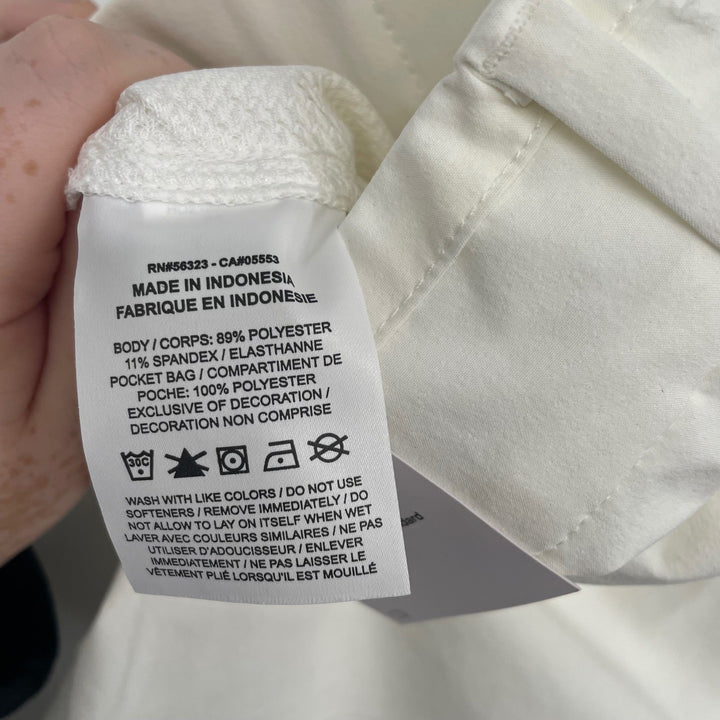 RN#56323 - CA#05553
MADE IN INDONESIA
FABRIQUE EN INDONESIE
BODY / CORPS: 89% POLYESTER
11% SPANDEX / ELASTHANNE
POCKET BAG / COMPARTIMENT DE
POCHE: 100% POLYESTER
EXCLUSIVE OF DECORATION /
DECORATION NON COMPRISE
30C
WASH WITH LIKE COLORS / DO NOT USE
SOFTENERS / REMOVE IMMEDIATELY / DO
NOT ALLOW TO LAY ON ITSELF WHEN WET
LAVER AVEC COULEURS SIMILAIRES / NE PAS
UTILISER D'ADOUCISSEUR / ENLEVER
IMMEDIATEMENT / NE PAS LAISSER LE
VÊTEMENT PLIÉ LORSQU'IL EST MOUILLÉ